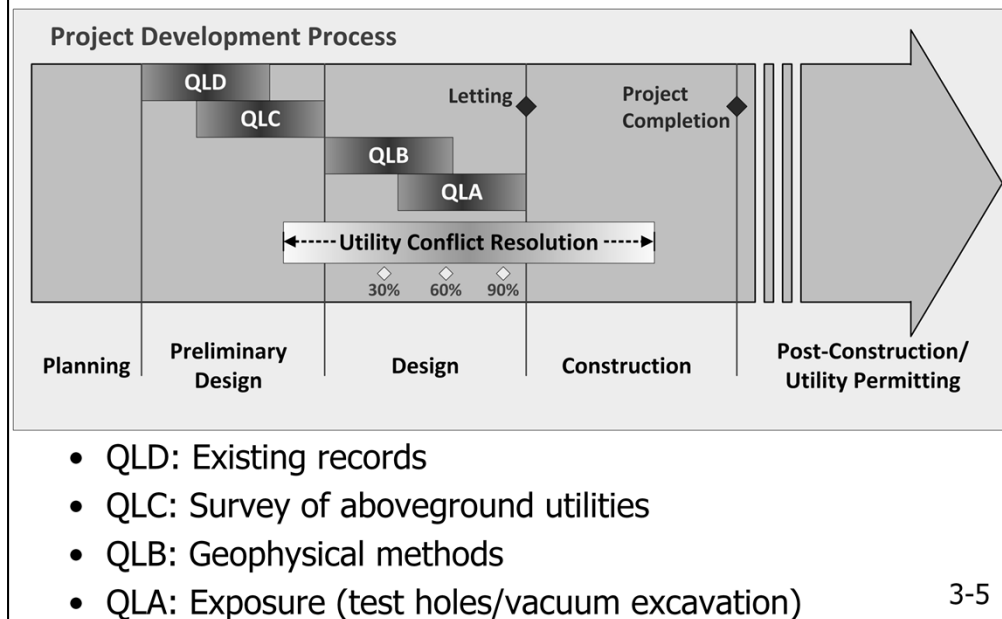 Project Development Process
QLD
QLC
Letting
Project
Completion
QLB
QLA
Utility Conflict Resolution
30% 60% 90%
Planning
Preliminary
Design
Design
Construction
Post-Construction/
Utility Permitting
• QLD: Existing records
• QLC: Survey of aboveground utilities
• QLB: Geophysical methods
• QLA: Exposure (test holes/vacuum excavation)
3-5